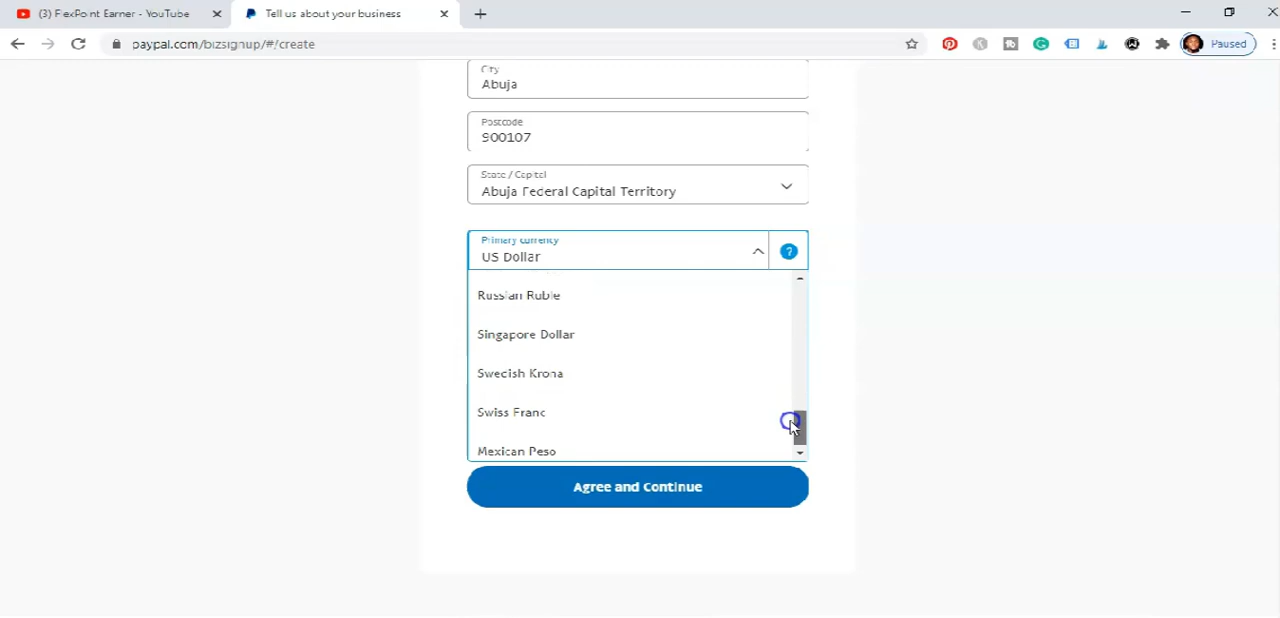 (3) FlexPoint Earner - YouTube
Tell us about your business
paypal.com/bizsignup/#/create
Paused
City
Abuja
Postcode
900107
State / Capital
Abuja Federal Capital Territory
Primary currency
US Dollar
?
Russian Ruble
Singapore Dollar
Swedish Krona
Swiss Franc
Mexican Peso
Agree and Continue